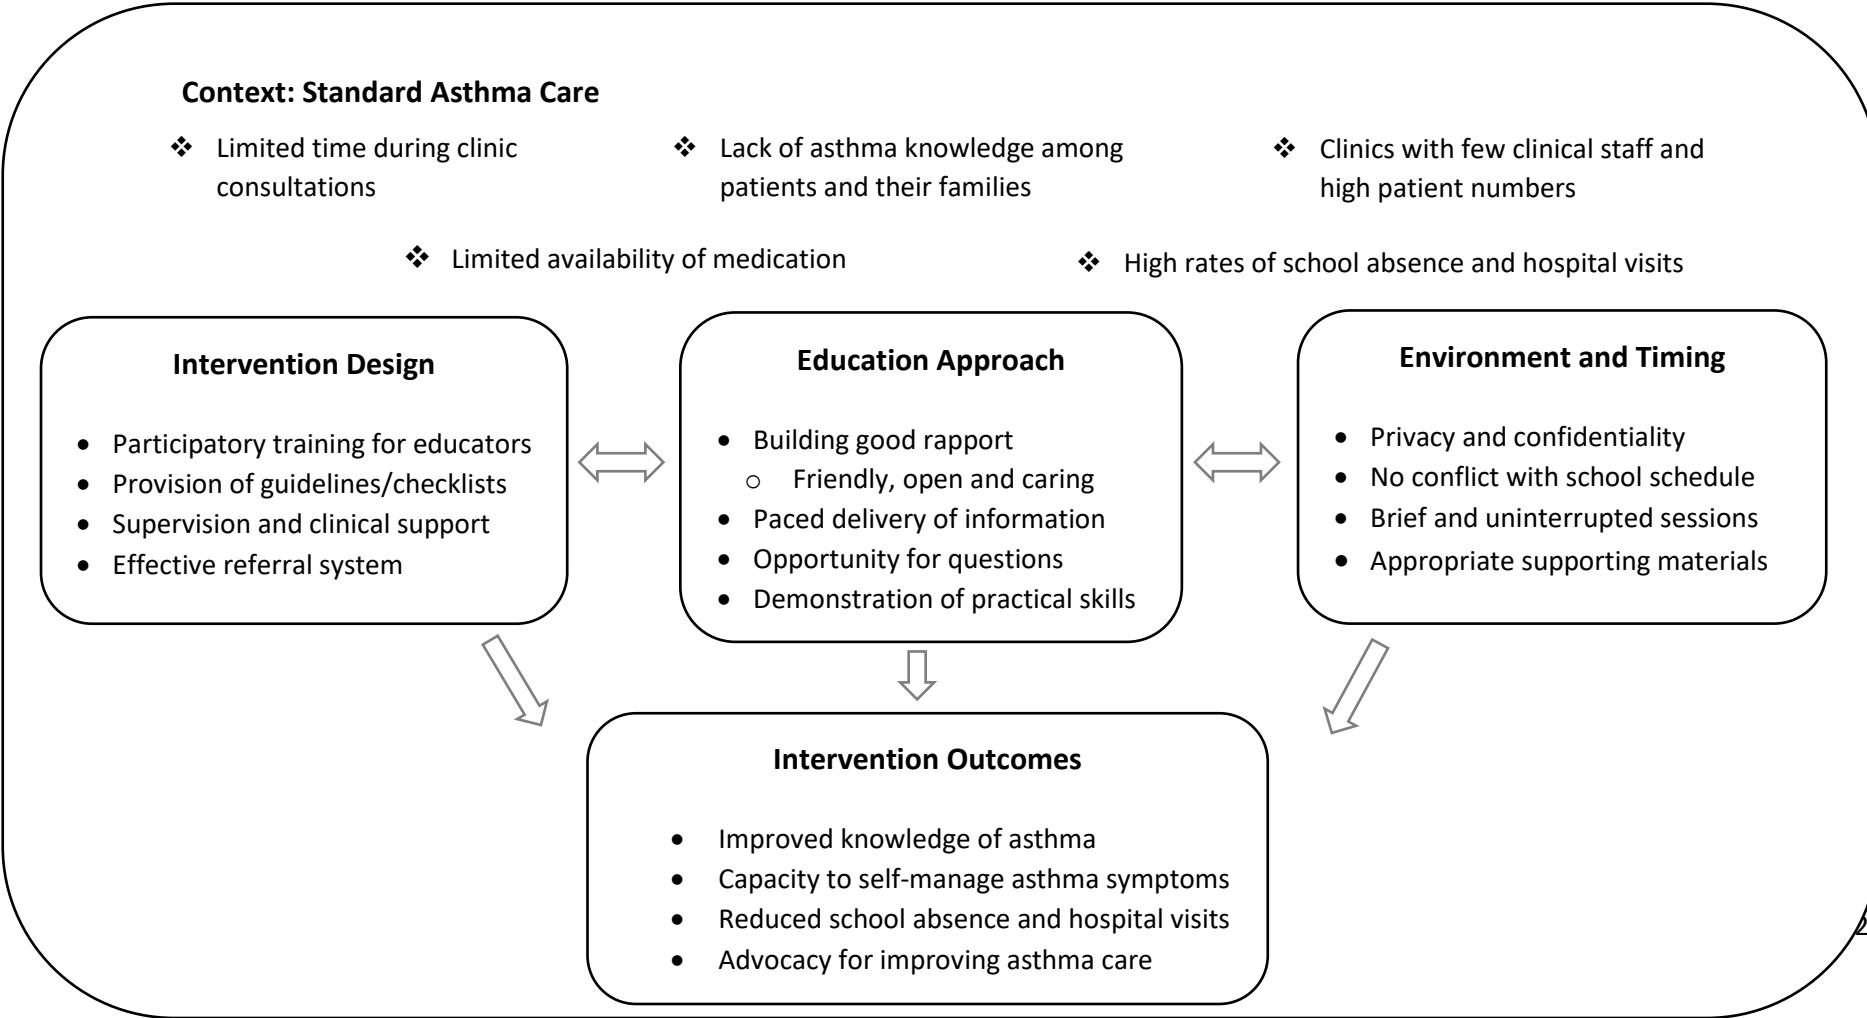 Context: Standard Asthma Care
❖ Limited time during clinic
consultations
❖ Lack of asthma knowledge among
patients and their families
❖ Clinics with few clinical staff and
high patient numbers
❖ Limited availability of medication
❖ High rates of school absence and hospital visits
Intervention Design
• Participatory training for educators
• Provision of guidelines/checklists
• Supervision and clinical support
• Effective referral system
Education Approach
• Building good rapport
o Friendly, open and caring
• Paced delivery of information
• Opportunity for questions
• Demonstration of practical skills
Environment and Timing
• Privacy and confidentiality
• No conflict with school schedule
• Brief and uninterrupted sessions
• Appropriate supporting materials
Intervention Outcomes
• Improved knowledge of asthma
• Capacity to self-manage asthma symptoms
• Reduced school absence and hospital visits
• Advocacy for improving asthma care